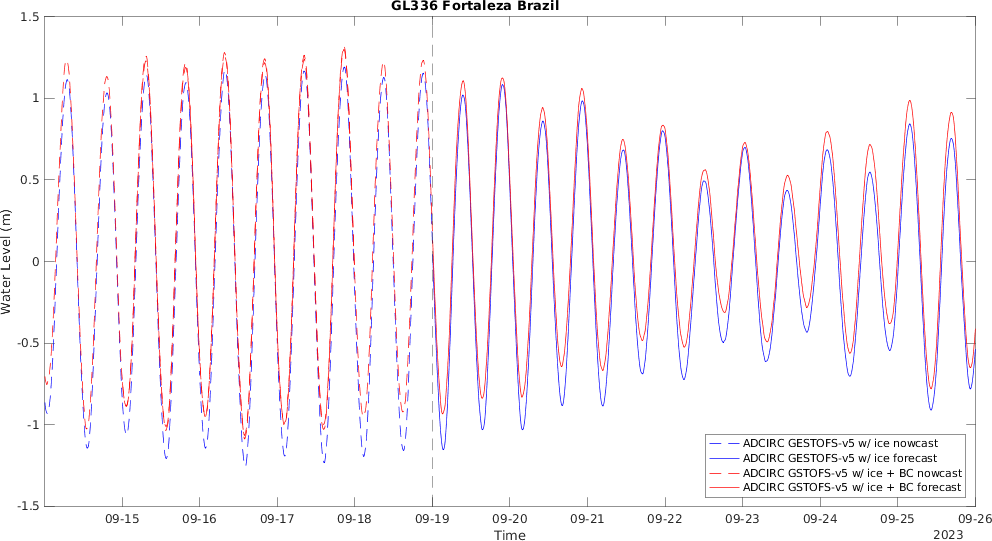 GL336 Fortaleza Brazil
1.5
1
0.5
0
-0.5
-1
-1.5
Water Level (m)
09-15
09-16
09-17
09-18
09-19
09-20
09-21
09-22
09-23
09-24
09-25
09-26
Time
2023
ADCIRC GESTOFS-v5 w/ ice nowcast
ADCIRC GESTOFS-v5 w/ ice forecast
ADCIRC GSTOFS-v5 w/ ice + BC nowcast
ADCIRC GSTOFS-v5 w/ ice + BC forecast